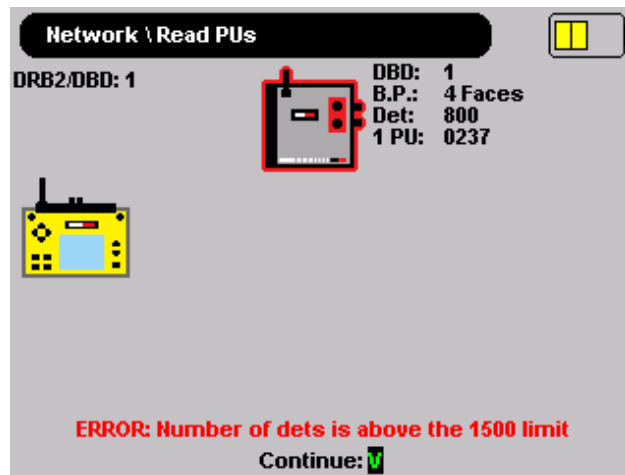 Network \ Read PUs
DRB2/DBD: 1
DBD: 1
B.P.: 4 Faces
Det: 800
1 PU: 0237
ERROR: Number of dets is above the 1500 limit
Continue: V